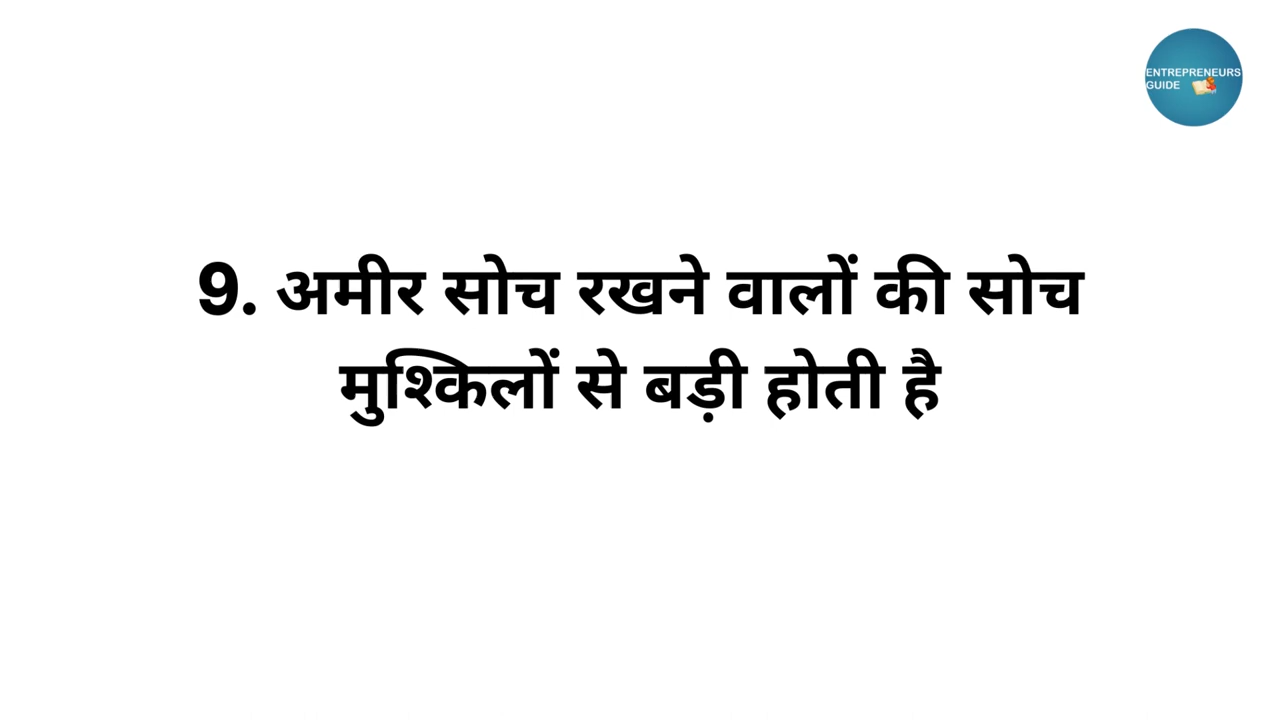 ENTREPRENEURS
GUIDE
9. अमीर सोच रखने वालों की सोच
मुश्किलों से बड़ी होती है